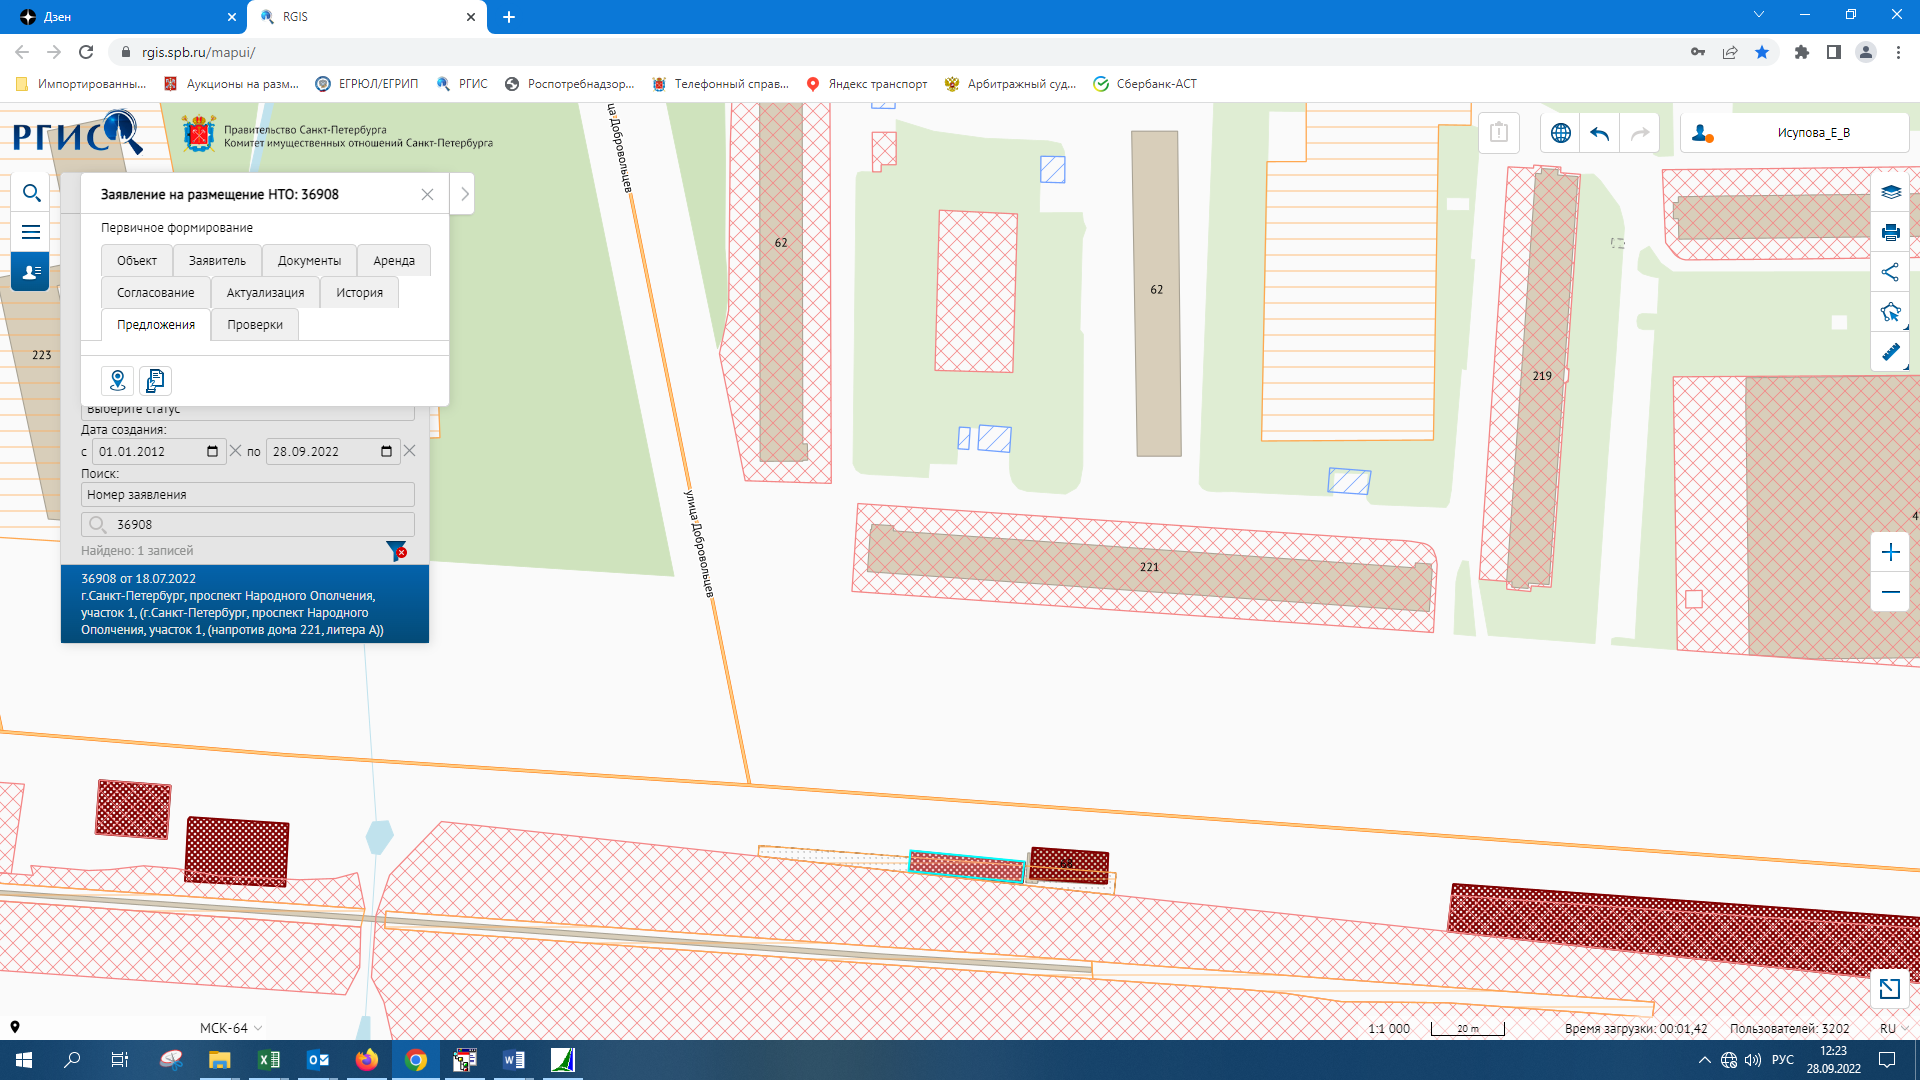 Дзен
RGIS
rgis.spb.ru/mapui/
Импортированны...
Аукционы на разм...
ЕГРЮЛ/ЕГРИП
РГИС
Роспотребнадзор...
Телефонный справ...
Яндекс транспорт
Арбитражный суд...
Сбербанк-АСТ
РГИС
Правительство Санкт-Петербурга
Комитет имущественных отношений Санкт-Петербурга
Исупова_Е_В
Заявление на размещение НТО: 36908
Первичное формирование
Объект
Заявитель
Документы
Аренда
Согласование
Актуализация
История
Предложения
Проверки
Выберите статус
Дата создания:
с 01.01.2012 по 28.09.2022
Поиск:
Номер заявления
36908
Найдено: 1 записей
36908 от 18.07.2022
г.Санкт-Петербург, проспект Народного Ополчения,
участок 1, (г.Санкт-Петербург, проспект Народного
Ополчения, участок 1, (напротив дома 221, литера А))
223
ца Добровольцев
улица Добровольцев
62
62
219
221
68
МСК-64
1:1 000
20 m
Время загрузки: 00:01,42
Пользователей: 3202
RU
РУС
12:23
28.09.2022